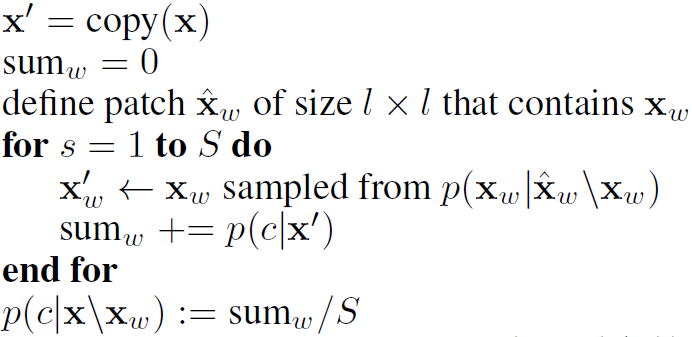 x′ = copy(x)
sum_w = 0
define patch x̂_w of size l × l that contains x_w
for s = 1 to S do
x′_w ← x_w sampled from p(x_w|x̂_w\x_w)
sum_w += p(c|x′)
end for
p(c|x\x_w) := sum_w/S